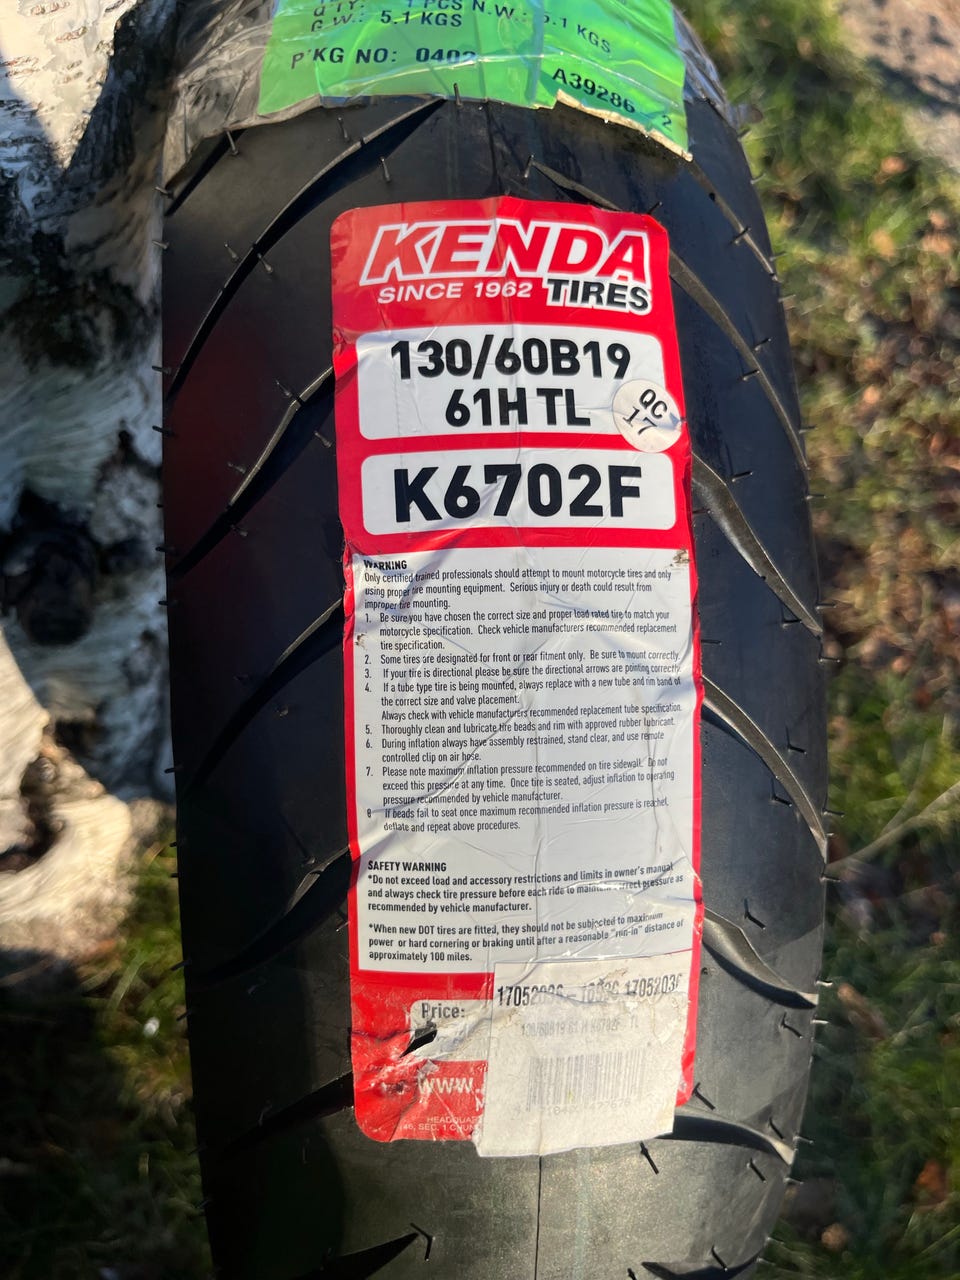 Q'TY: 1 PCS N.W.: 5.1 KGS
G.W.: 5.1 KGS
P'KG NO: 0402
A39286 2
KENDA
SINCE 1962 TIRES
130/60B19
61H TL
QC
17
K6702F
WARNING
Only certified trained professionals should attempt to mount motorcycle tires and only
using proper tire mounting equipment. Serious injury or death could result from
improper tire mounting.
1. Be sure you have chosen the correct size and proper load rated tire to match your
motorcycle specification. Check vehicle manufacturers recommended replacement
tire specification.
2. Some tires are designated for front or rear fitment only. Be sure to mount correctly.
3. If your tire is directional please be sure the directional arrows are pointing correctly.
4. If a tube type tire is being mounted, always replace with a new tube and rim band of
the correct size and valve placement.
Always check with vehicle manufacturers recommended replacement tube specification.
5. Thoroughly clean and lubricate tire beads and rim with approved rubber lubricant.
6. During inflation always have assembly restrained, stand clear, and use remote
controlled clip on air hose.
7. Please note maximum inflation pressure recommended on tire sidewall. Do not
exceed this pressure at any time. Once tire is seated, adjust inflation to operating
pressure recommended by vehicle manufacturer.
8 If beads fail to seat once maximum recommended inflation pressure is reached,
deflate and repeat above procedures.
SAFETY WARNING
*Do not exceed load and accessory restrictions and limits in owner's manual
and always check tire pressure before each ride to maintain correct pressure as
recommended by vehicle manufacturer.
*When new DOT tires are fitted, they should not be subjected to maximum
power or hard cornering or braking until after a reasonable "run-in" distance of
approximately 100 miles.
17052036 17052036
Price:
130/60B19 61 H K6702F TL
www.
HEADQUAR
146, SEC. 1 CHUN